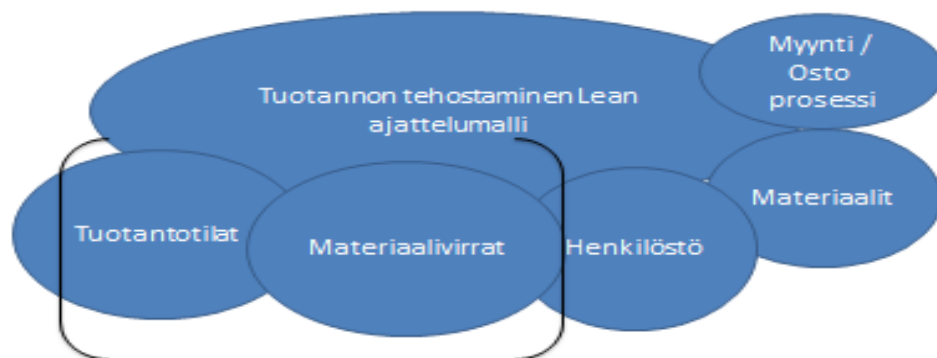 Myynti /
Osto
prosessi
Tuotannon tehostaminen Lean
ajattelumalli
Materiaalit
Tuotantotilat
Materiaalivirrat
Henkilöstö